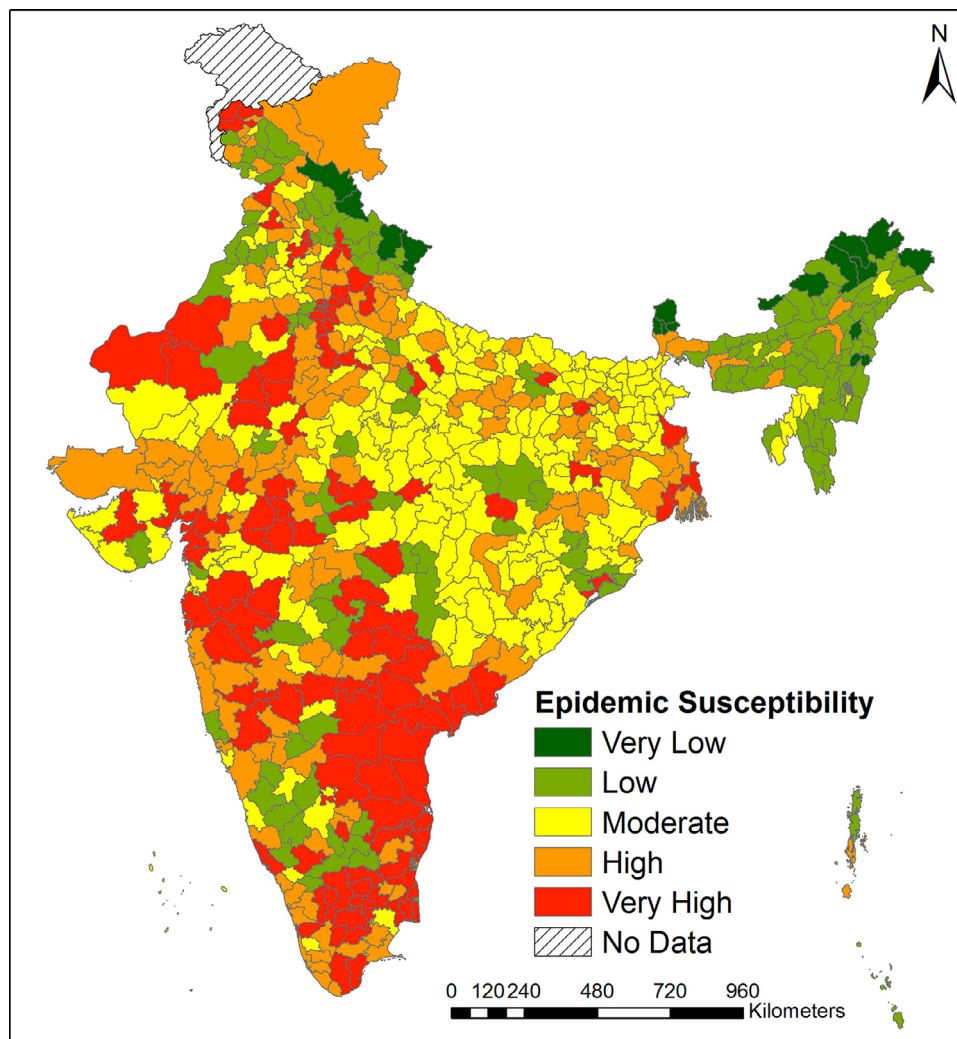 N
Epidemic Susceptibility
Very Low
Low
Moderate
High
Very High
No Data
0 120 240 480 720 960
Kilometers